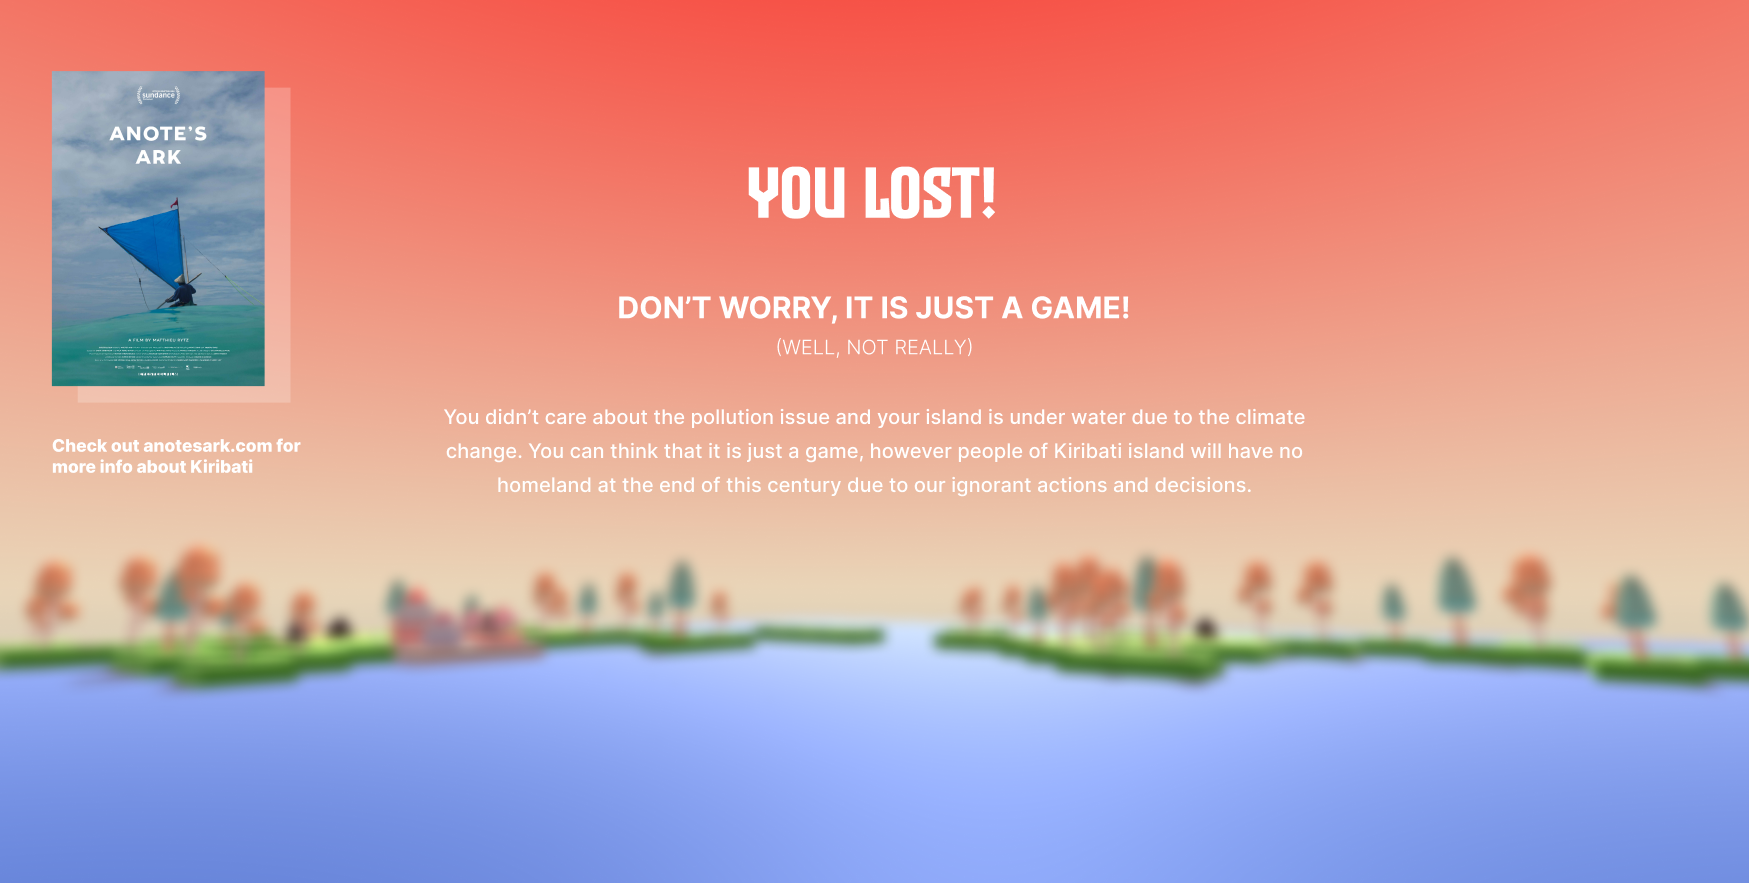 sundance
ANOTE'S
ARK
A FILM BY MATTHIEU RYTZ
Check out anotesark.com for
more info about Kiribati
YOU LOST!
DON'T WORRY, IT IS JUST A GAME!
(WELL, NOT REALLY)
You didn't care about the pollution issue and your island is under water due to the climate
change. You can think that it is just a game, however people of Kiribati island will have no
homeland at the end of this century due to our ignorant actions and decisions.